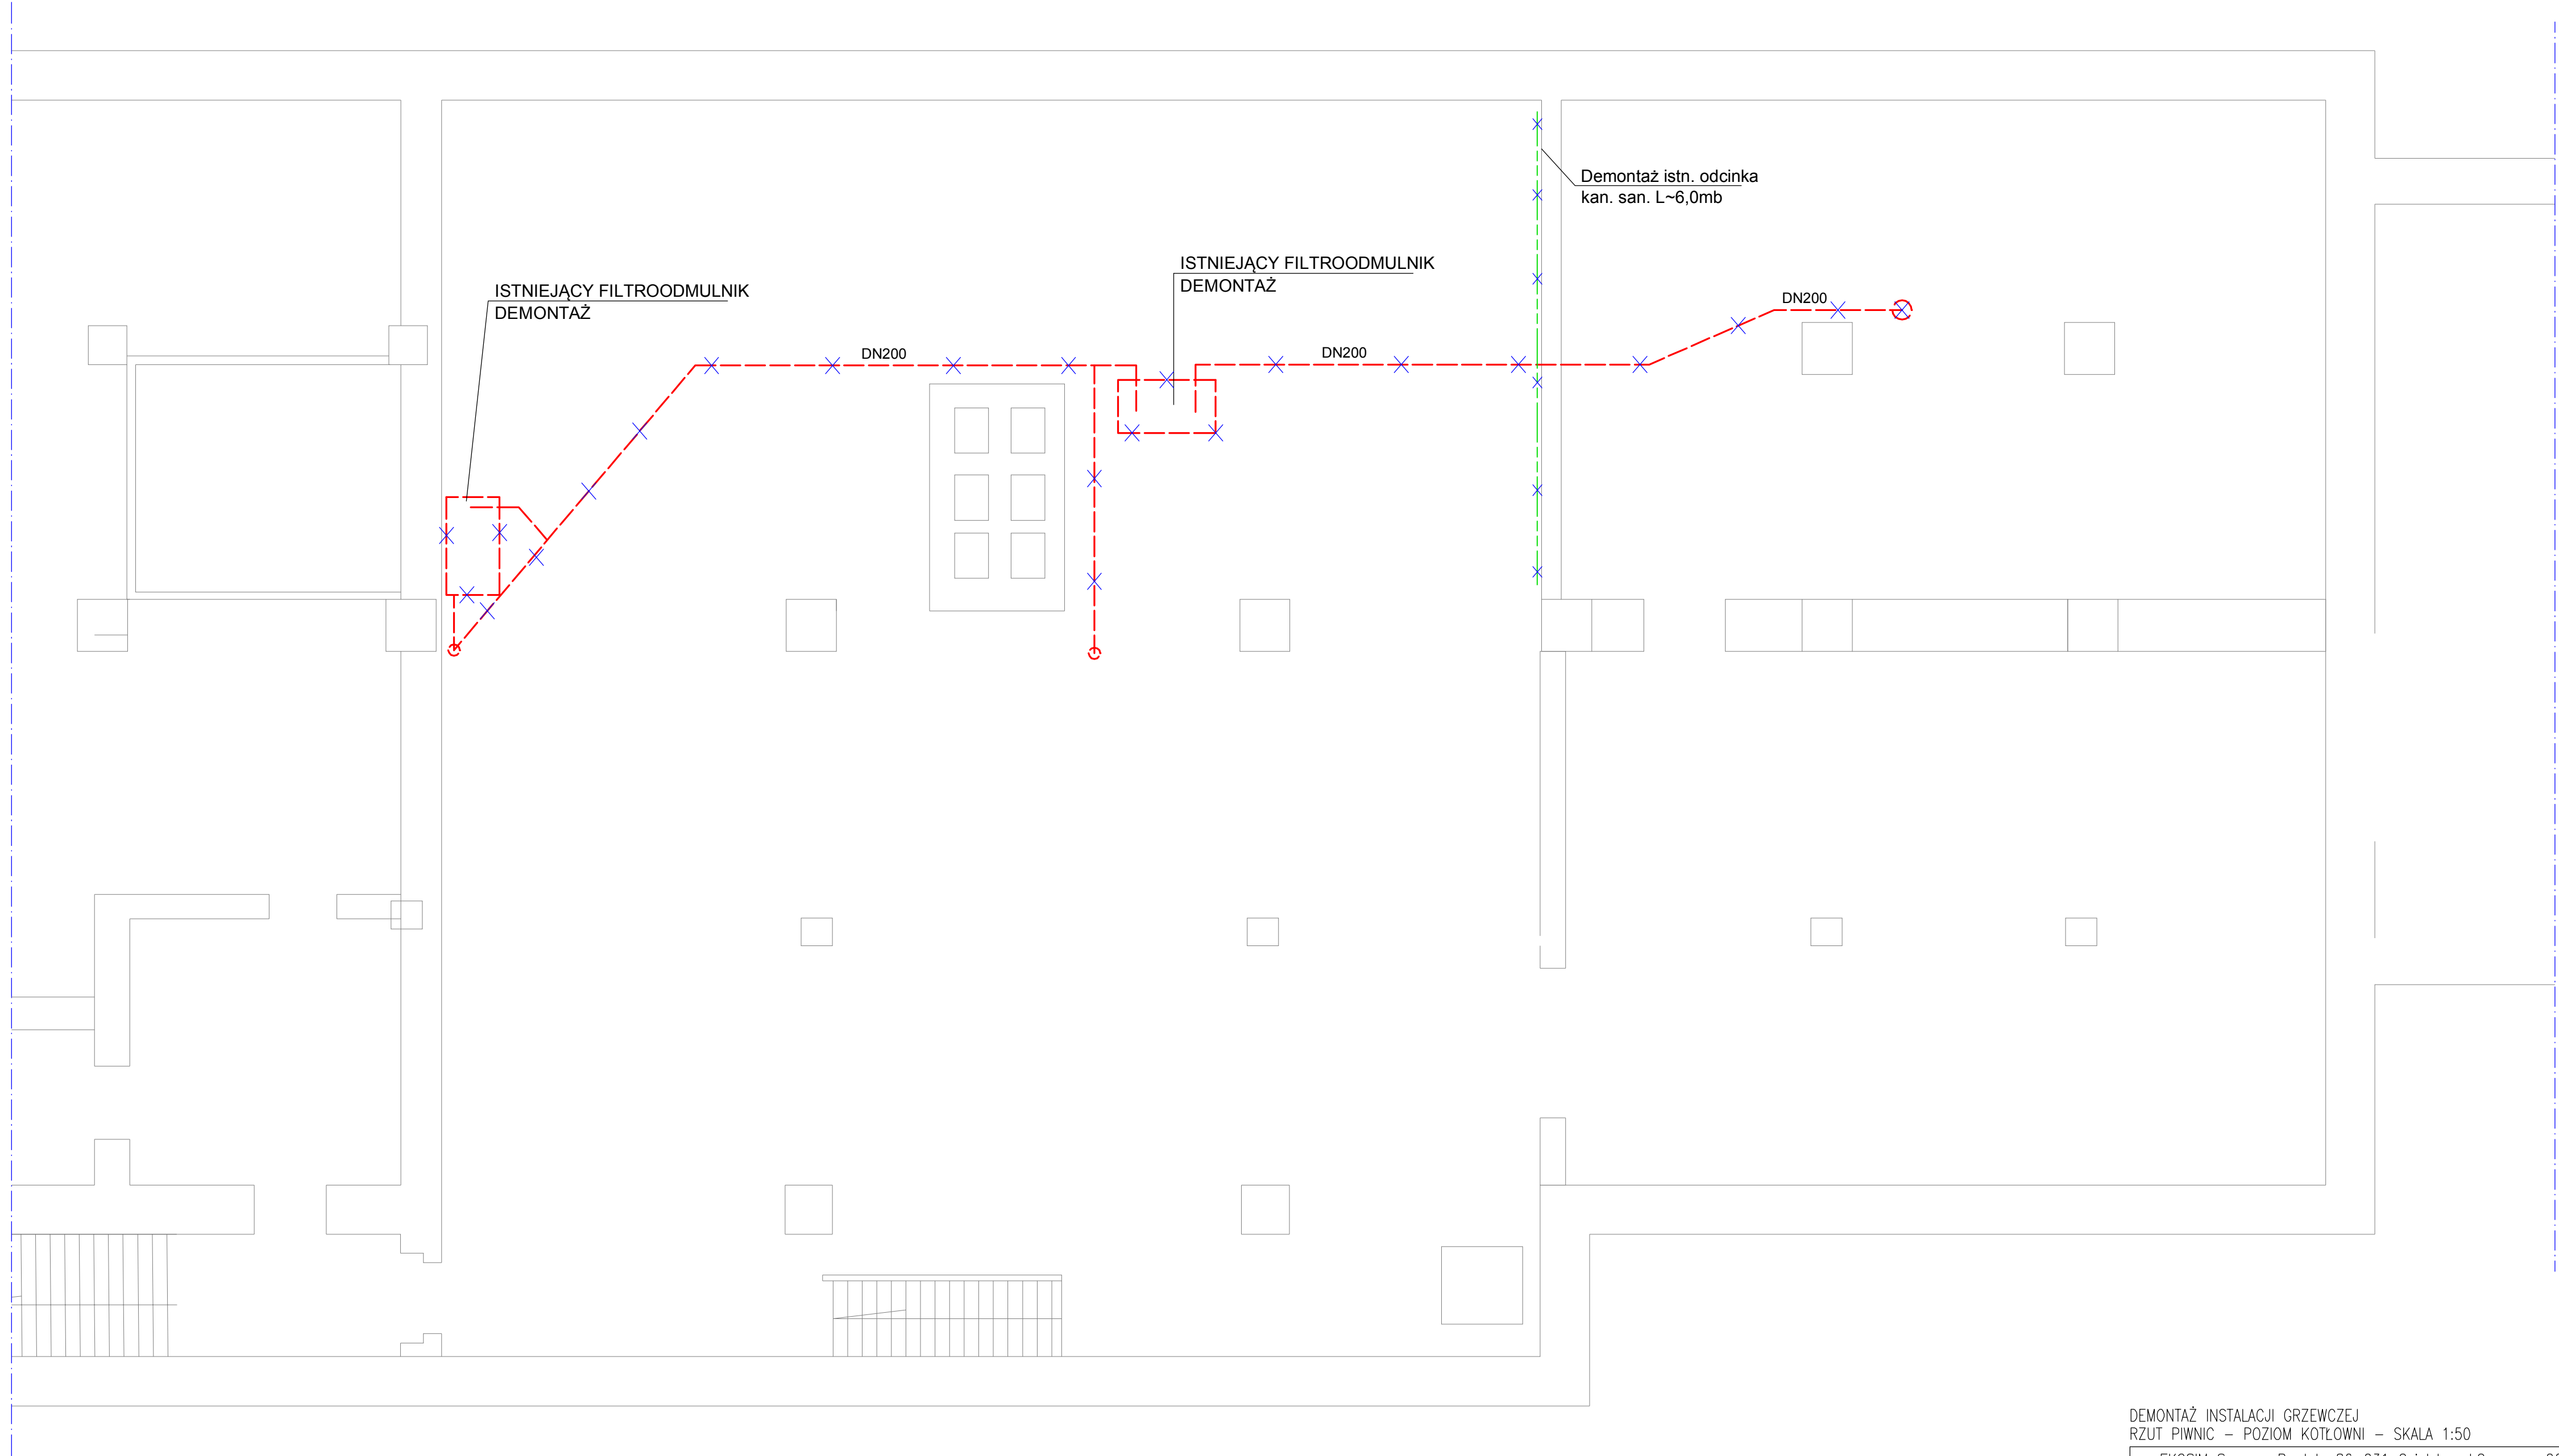 Demontaż istn. odcinka
kan. san. L~6,0mb
ISTNIEJĄCY FILTROODMULNIK
DEMONTAŻ
ISTNIEJĄCY FILTROODMULNIK
DEMONTAŻ
DN200
DN200
DN200
DEMONTAŻ INSTALACJI GRZEWCZEJ
RZUT PIWNIC – POZIOM KOTŁOWNI – SKALA 1:50